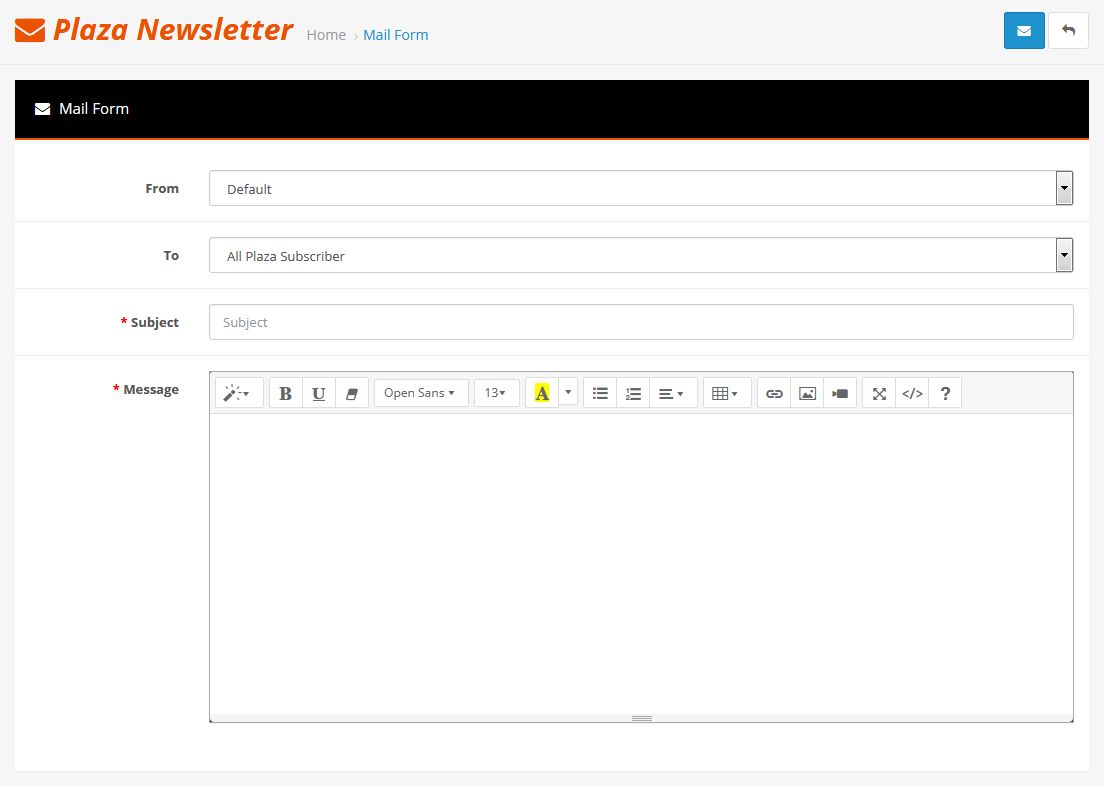 Plaza Newsletter
Home › Mail Form
Mail Form
From Default
To All Plaza Subscriber
* Subject Subject
* Message
B U Open Sans 13 A </> ?